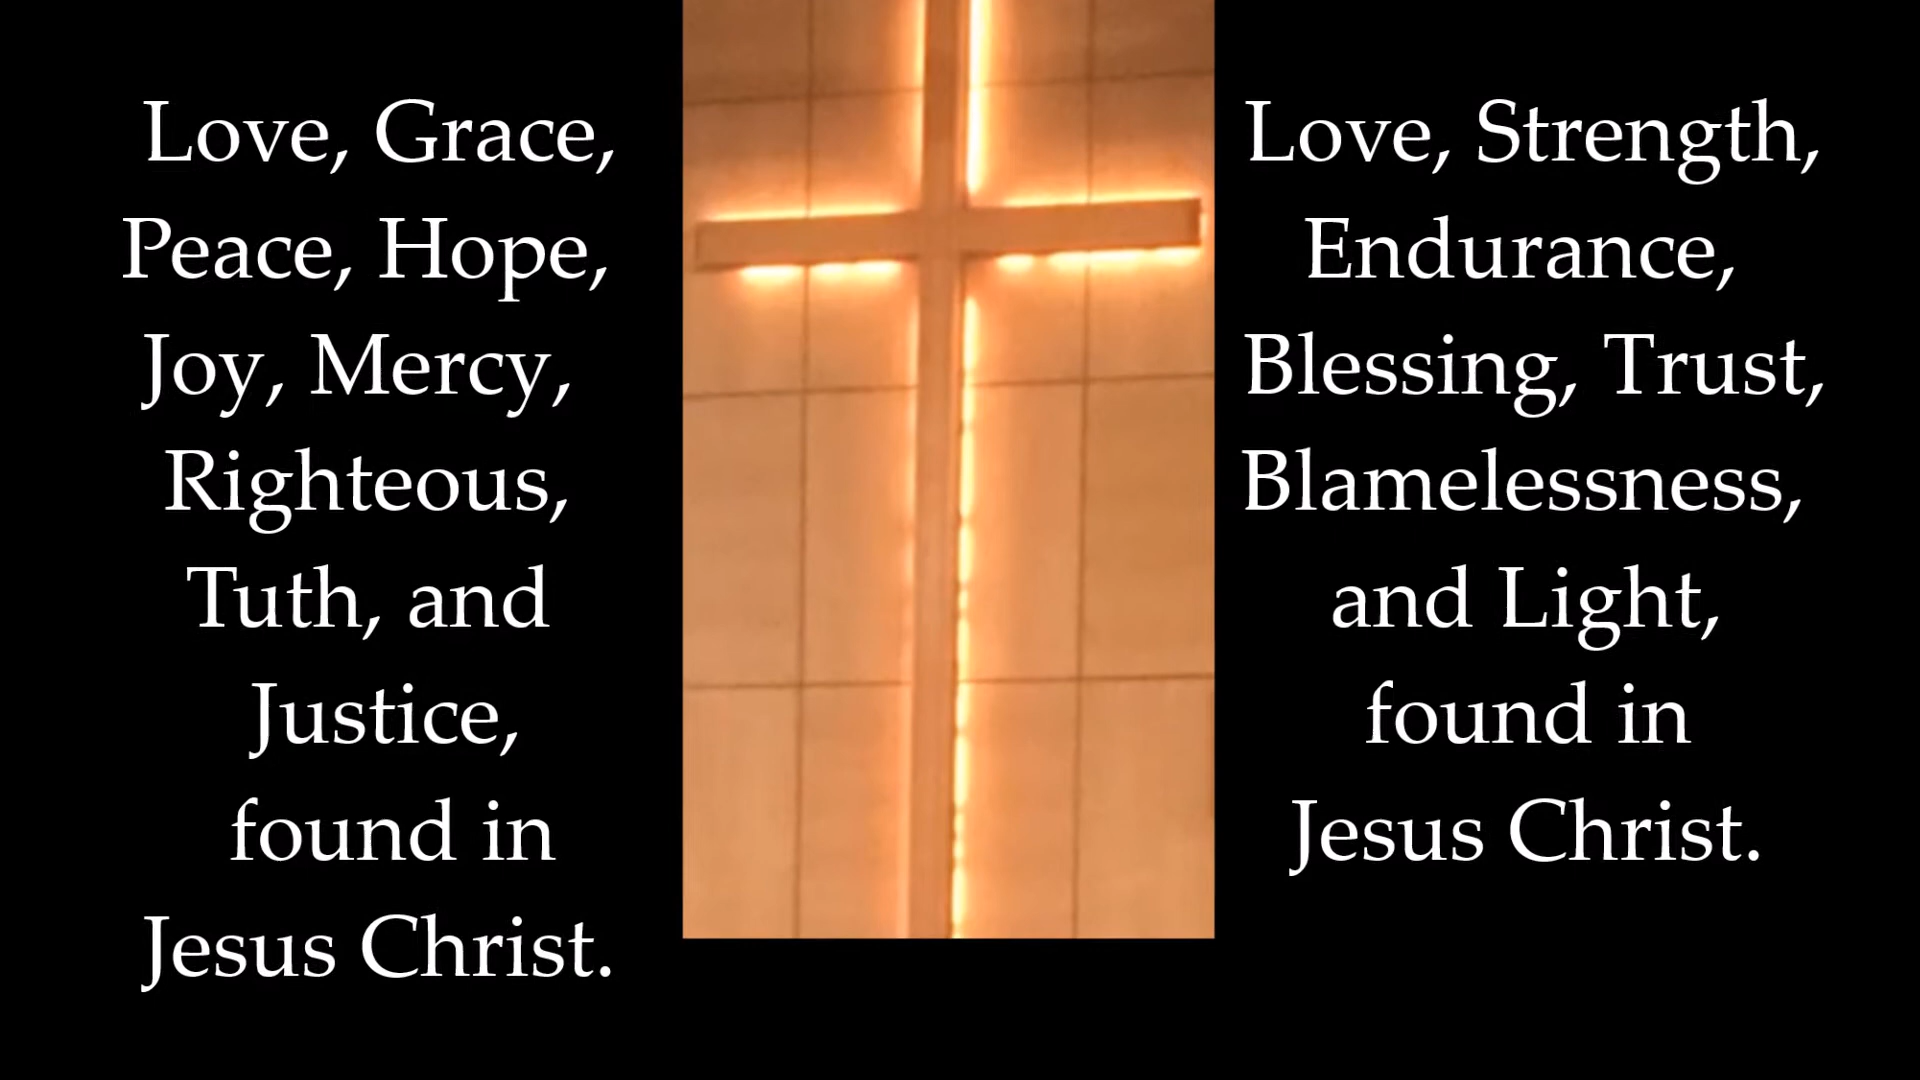 Love, Grace,
Peace, Hope,
Joy, Mercy,
Righteous,
Tuth, and
Justice,
found in
Jesus Christ.
Love, Strength,
Endurance,
Blessing, Trust,
Blamelessness,
and Light,
found in
Jesus Christ.